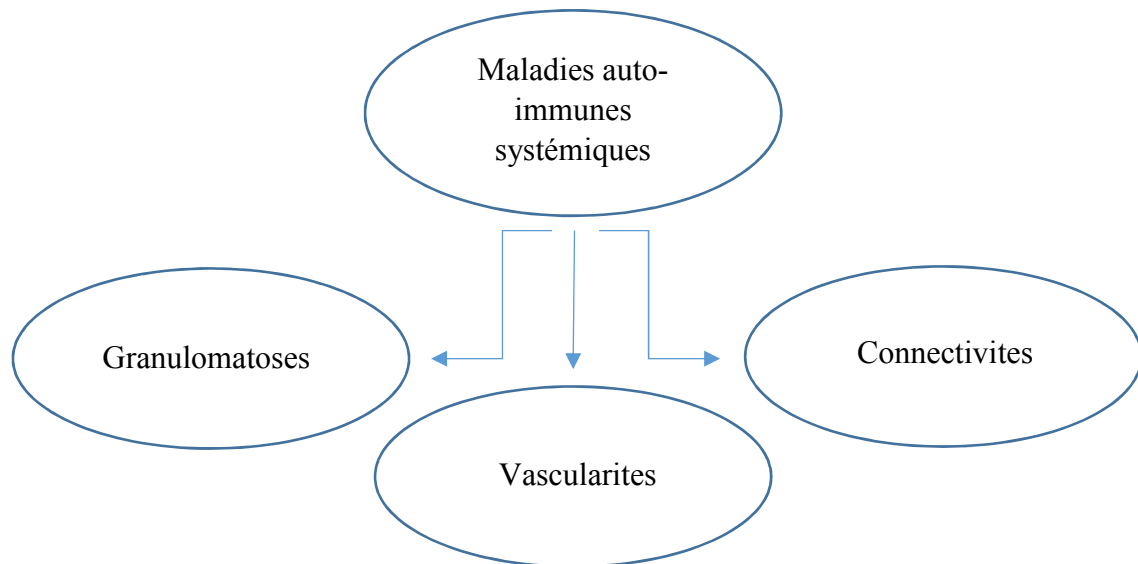 Maladies auto-
immunes
systémiques
Granulomatoses
Connectivites
Vascularites